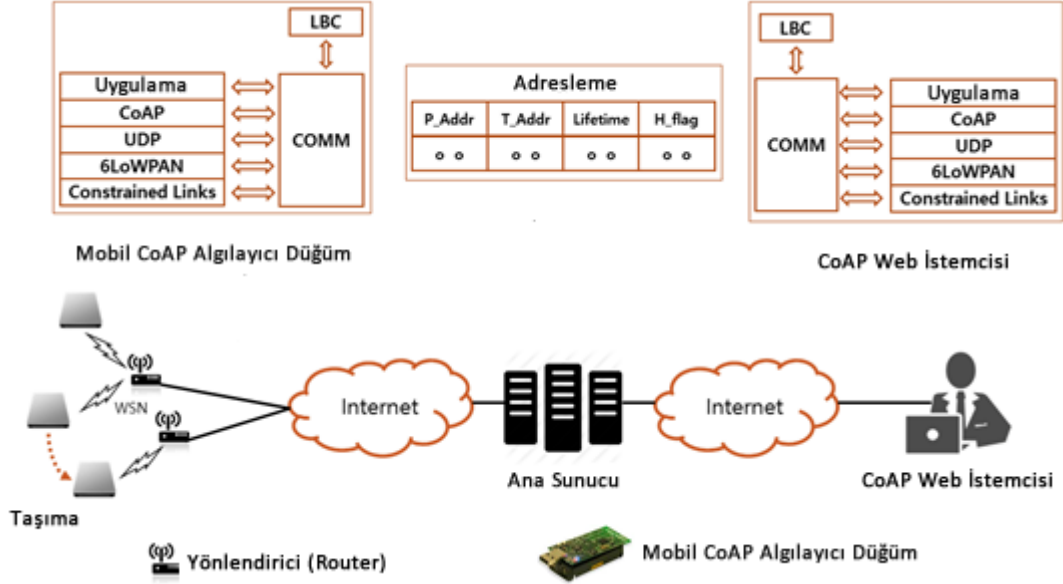 LBC
Uygulama
CoAP
UDP
6LoWPAN
Constrained Links
COMM
Mobil CoAP Algılayıcı Düğüm
Adresleme
P_Addr T_Addr Lifetime H_flag
LBC
COMM
Uygulama
CoAP
UDP
6LoWPAN
Constrained Links
CoAP Web İstemcisi
WSN
Taşıma
Internet
Ana Sunucu
Internet
CoAP Web İstemcisi
Yönlendirici (Router)
Mobil CoAP Algılayıcı Düğüm